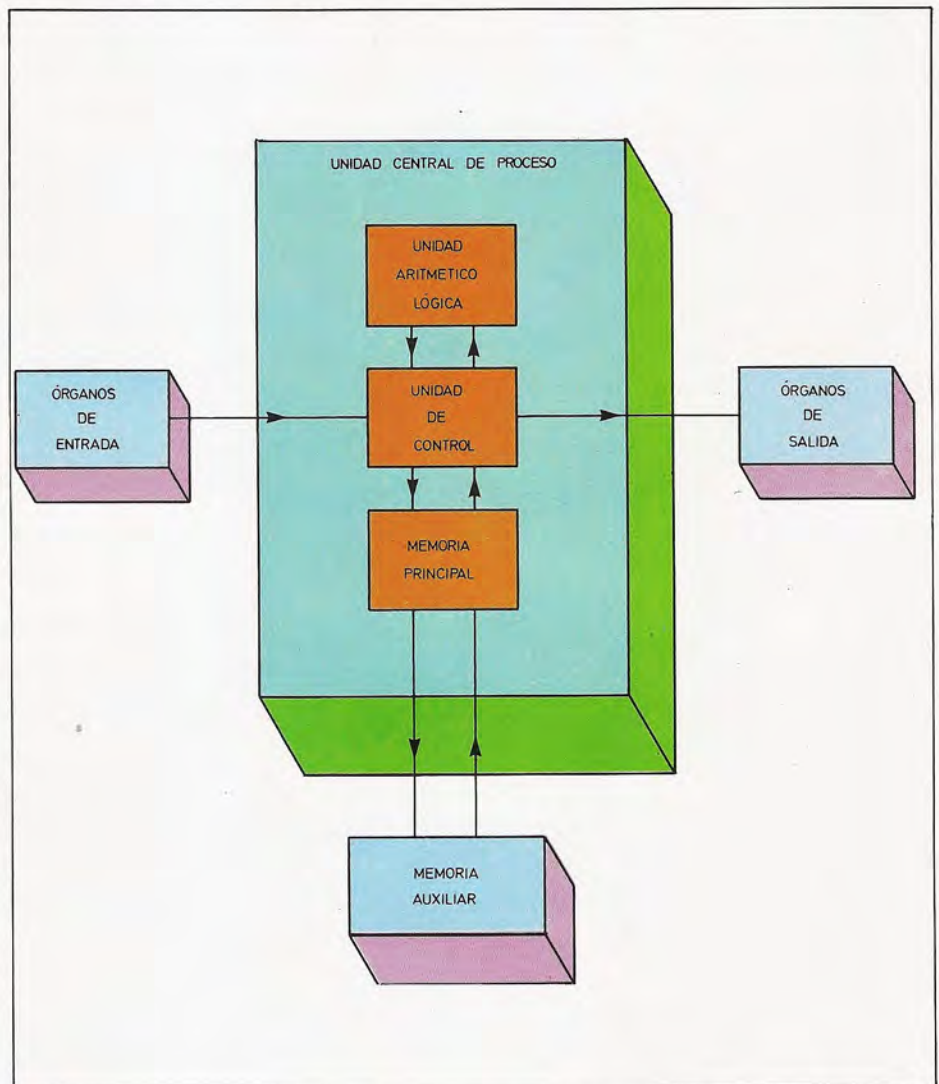 UNIDAD CENTRAL DE PROCESO
UNIDAD
ARITMETICO
LÓGICA
ÓRGANOS
DE
ENTRADA
UNIDAD
DE
CONTROL
ÓRGANOS
DE
SALIDA
MEMORIA
PRINCIPAL
MEMORIA
AUXILIAR